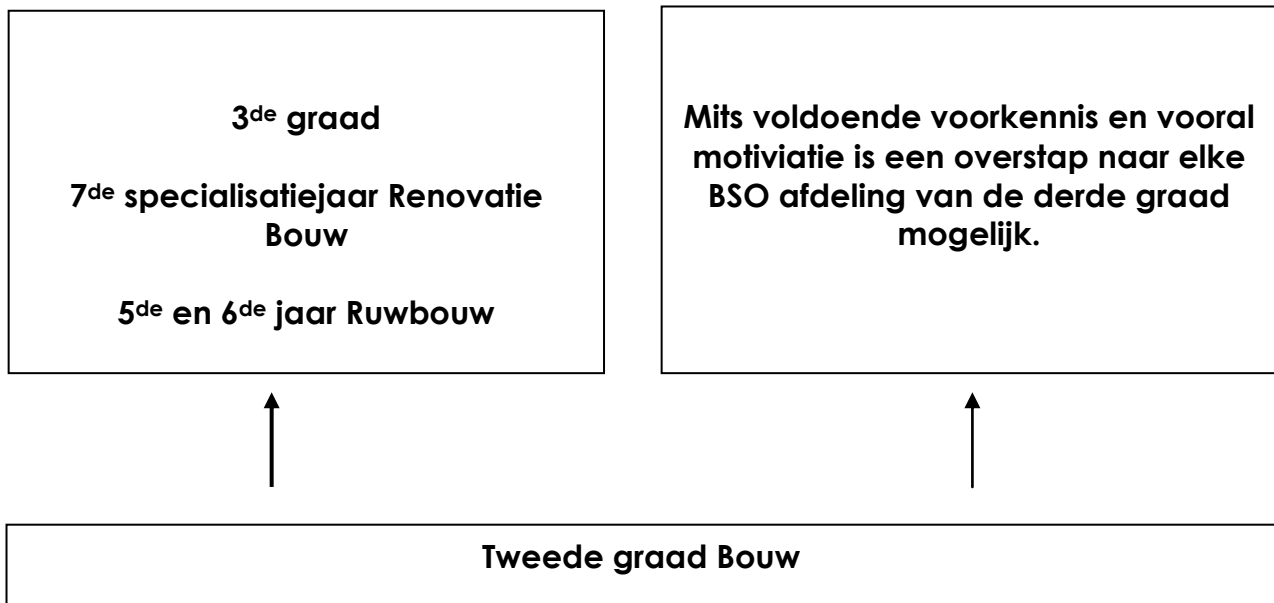 3de graad
7de specialisatiejaar Renovatie
Bouw
5de en 6de jaar Ruwbouw
Mits voldoende voorkennis en vooral
motiviatie is een overstap naar elke
BSO afdeling van de derde graad
mogelijk.
Tweede graad Bouw